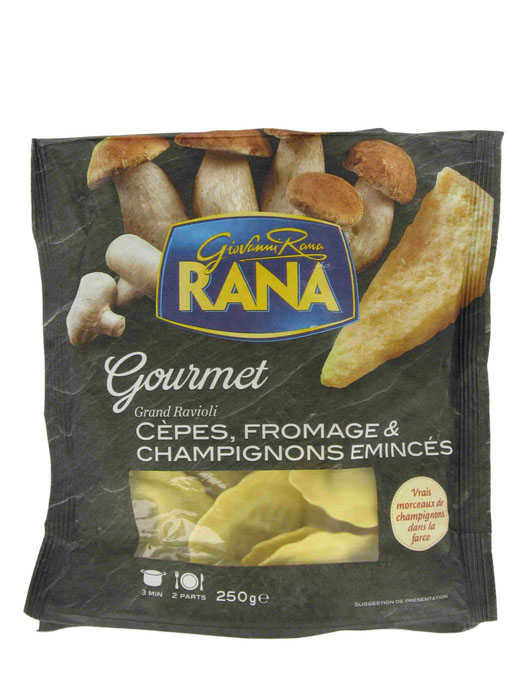 Giovanni Rana
RANA
Gourmet
Grand Ravioli
CÈPES, FROMAGE &
CHAMPIGNONS EMINCÉS
Vrais
morceaux de
champignons
dans la
farce
3 MIN 2 PARTS 250g℮
SUGGESTION DE PRÉSENTATION